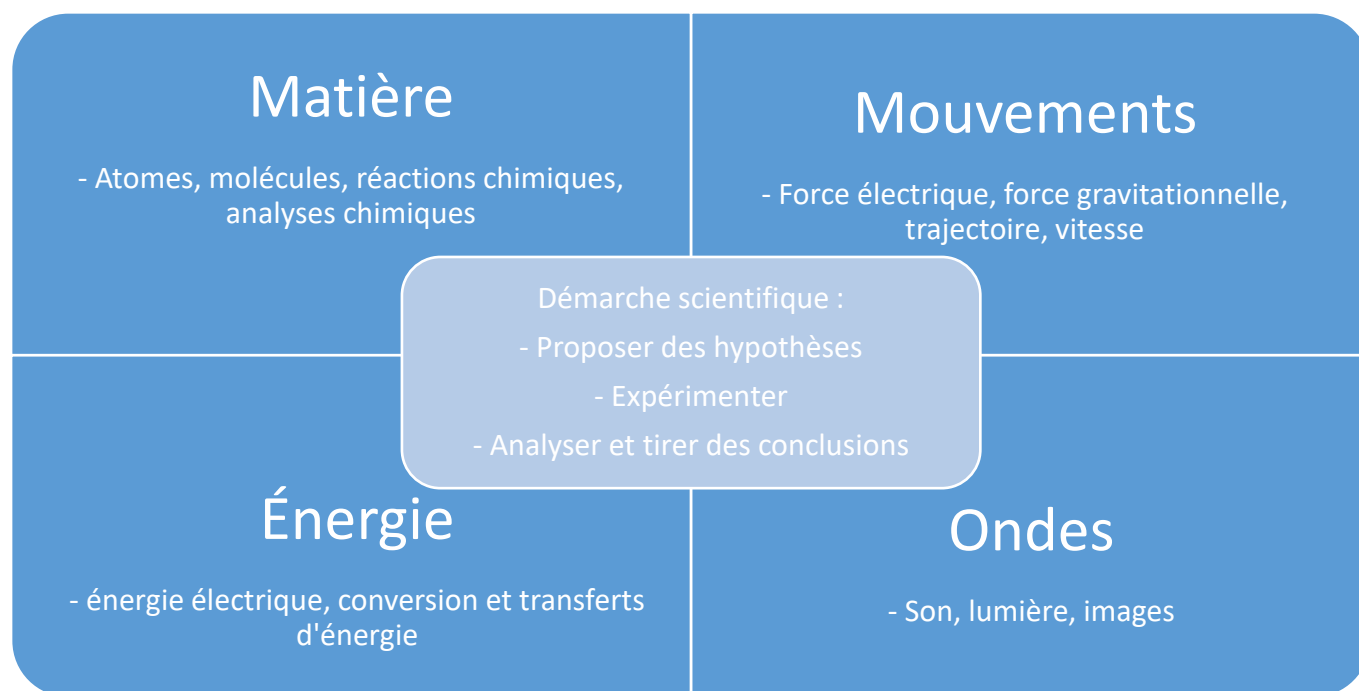 Matière
- Atomes, molécules, réactions chimiques,
analyses chimiques
Mouvements
- Force électrique, force gravitationnelle,
trajectoire, vitesse
Démarche scientifique :
- Proposer des hypothèses
- Expérimenter
- Analyser et tirer des conclusions
Énergie
- énergie électrique, conversion et transferts
d'énergie
Ondes
- Son, lumière, images